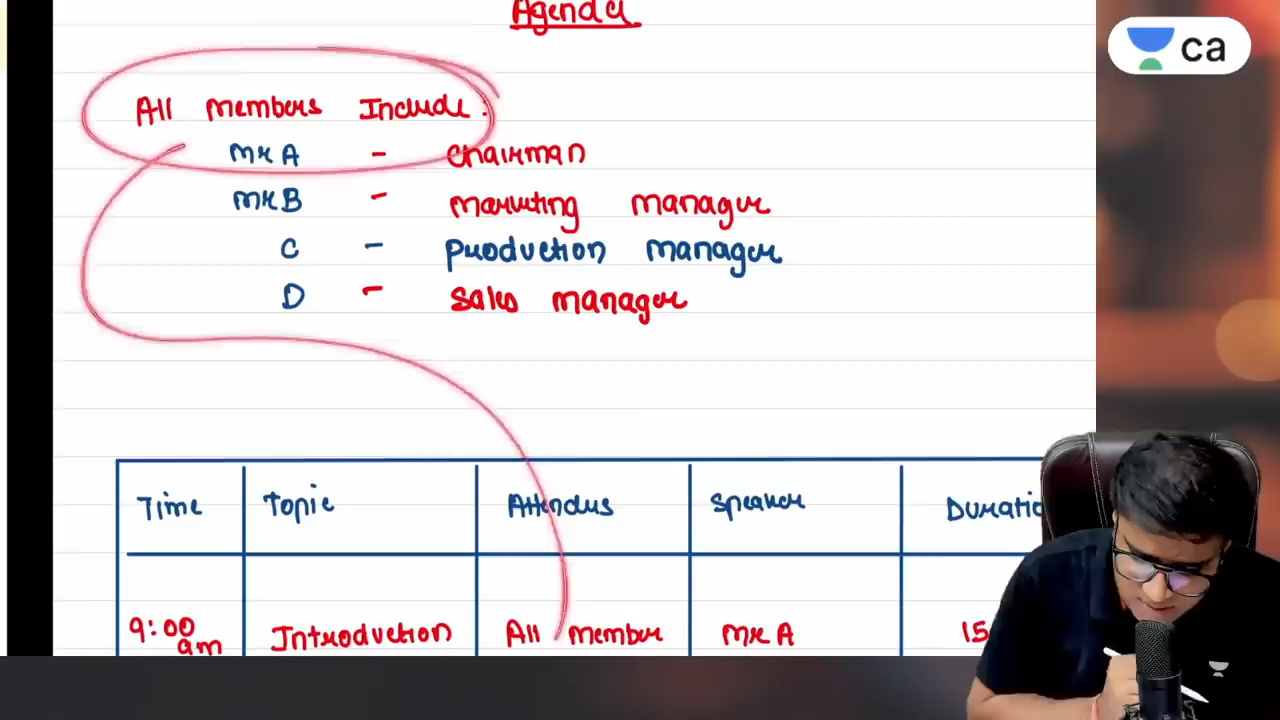 Agenda
ca
All members Include:
Mr A - Chairman
Mr B - Marketing manager
C - Production manager
D - Sales manager
Time Topic Attendees Speaker Duratio
9:00 am Introduction All member Mr A 15